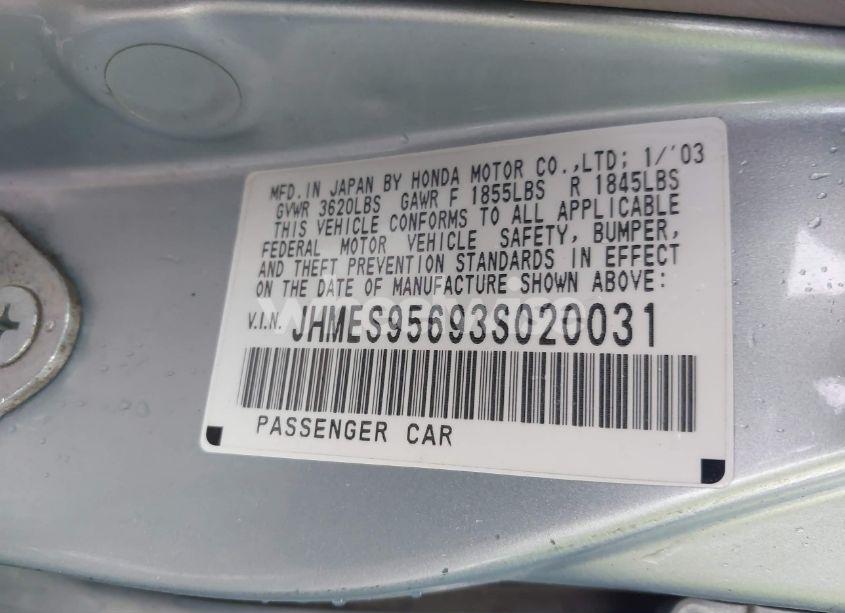 MFD. IN JAPAN BY HONDA MOTOR CO.,LTD; 1/'03
GVWR 3620LBS GAWR F 1855LBS R 1845LBS
THIS VEHICLE CONFORMS TO ALL APPLICABLE
FEDERAL MOTOR VEHICLE SAFETY, BUMPER,
AND THEFT PREVENTION STANDARDS IN EFFECT
ON THE DATE OF MANUFACTURE SHOWN ABOVE:
V.I.N. JHMES95693S020031
PASSENGER CAR